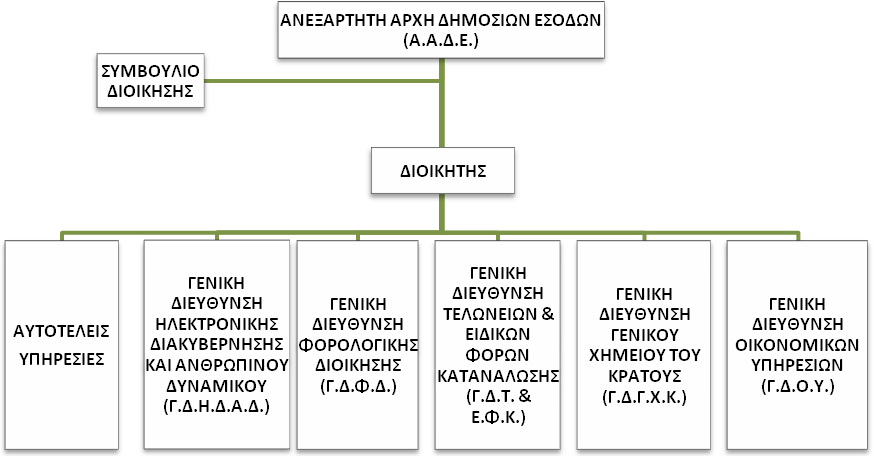 ΑΝΕΞΑΡΤΗΤΗ ΑΡΧΗ ΔΗΜΟΣΙΩΝ ΕΣΟΔΩΝ
(Α.Α.Δ.Ε.)
ΣΥΜΒΟΥΛΙΟ
ΔΙΟΙΚΗΣΗΣ
ΔΙΟΙΚΗΤΗΣ
ΑΥΤΟΤΕΛΕΙΣ
ΥΠΗΡΕΣΙΕΣ
ΓΕΝΙΚΗ
ΔΙΕΥΘΥΝΣΗ
ΗΛΕΚΤΡΟΝΙΚΗΣ
ΔΙΑΚΥΒΕΡΝΗΣΗΣ
ΚΑΙ ΑΝΘΡΩΠΙΝΟΥ
ΔΥΝΑΜΙΚΟΥ
(Γ.Δ.Η.Δ.Α.Δ.)
ΓΕΝΙΚΗ
ΔΙΕΥΘΥΝΣΗ
ΦΟΡΟΛΟΓΙΚΗΣ
ΔΙΟΙΚΗΣΗΣ
(Γ.Δ.Φ.Δ.)
ΓΕΝΙΚΗ
ΔΙΕΥΘΥΝΣΗ
ΤΕΛΩΝΕΙΩΝ &
ΕΙΔΙΚΩΝ
ΦΟΡΩΝ
ΚΑΤΑΝΑΛΩΣΗΣ
(Γ.Δ.Τ. &
Ε.Φ.Κ.)
ΓΕΝΙΚΗ
ΔΙΕΥΘΥΝΣΗ
ΓΕΝΙΚΟΥ
ΧΗΜΕΙΟΥ ΤΟΥ
ΚΡΑΤΟΥΣ
(Γ.Δ.Γ.Χ.Κ.)
ΓΕΝΙΚΗ
ΔΙΕΥΘΥΝΣΗ
ΟΙΚΟΝΟΜΙΚΩΝ
ΥΠΗΡΕΣΙΩΝ
(Γ.Δ.Ο.Υ.)